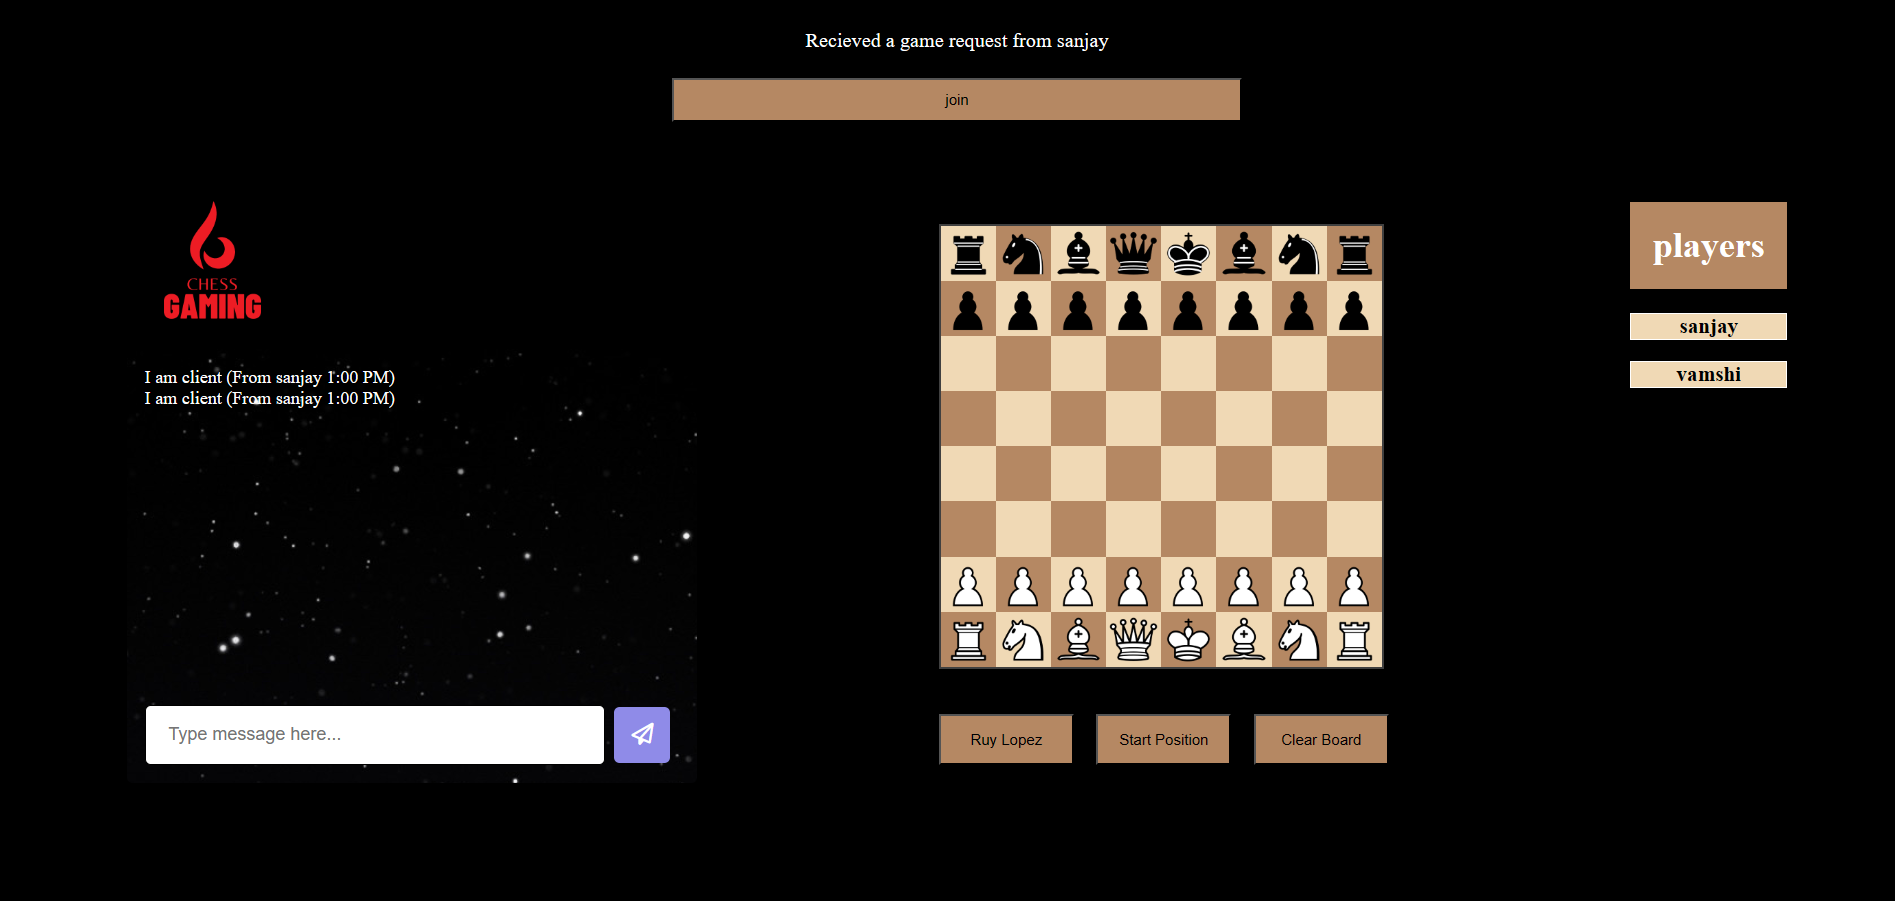 Recieved a game request from sanjay
join
CHESS
GAMING
players
sanjay
vamshi
I am client (From sanjay 1:00 PM)
I am client (From sanjay 1:00 PM)
Type message here...
Ruy Lopez
Start Position
Clear Board